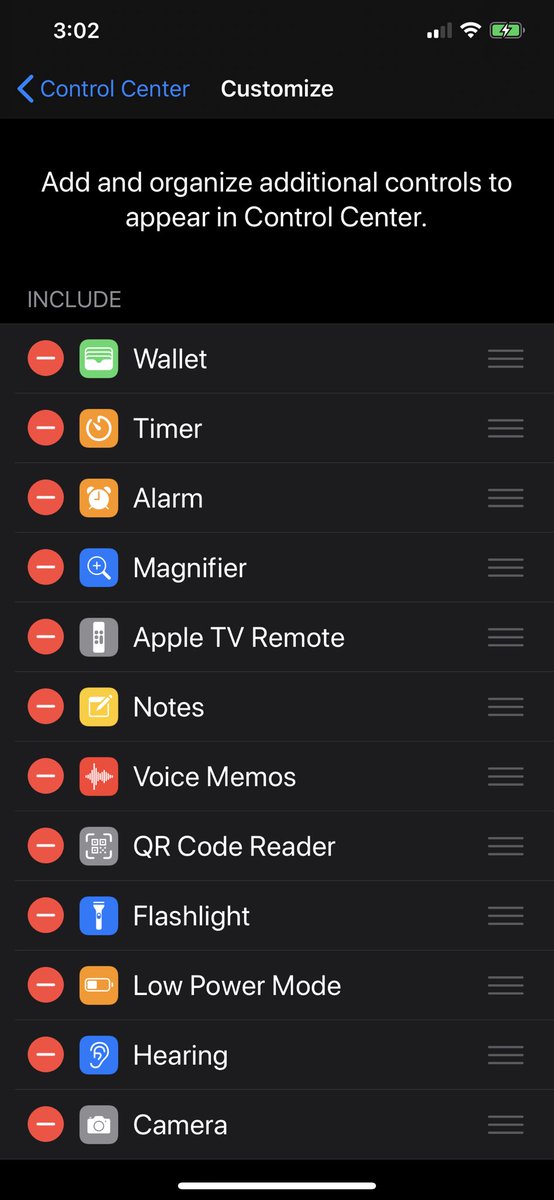 3:02
Control Center Customize
Add and organize additional controls to
appear in Control Center.
INCLUDE
Wallet
Timer
Alarm
Magnifier
Apple TV Remote
Notes
Voice Memos
QR Code Reader
Flashlight
Low Power Mode
Hearing
Camera